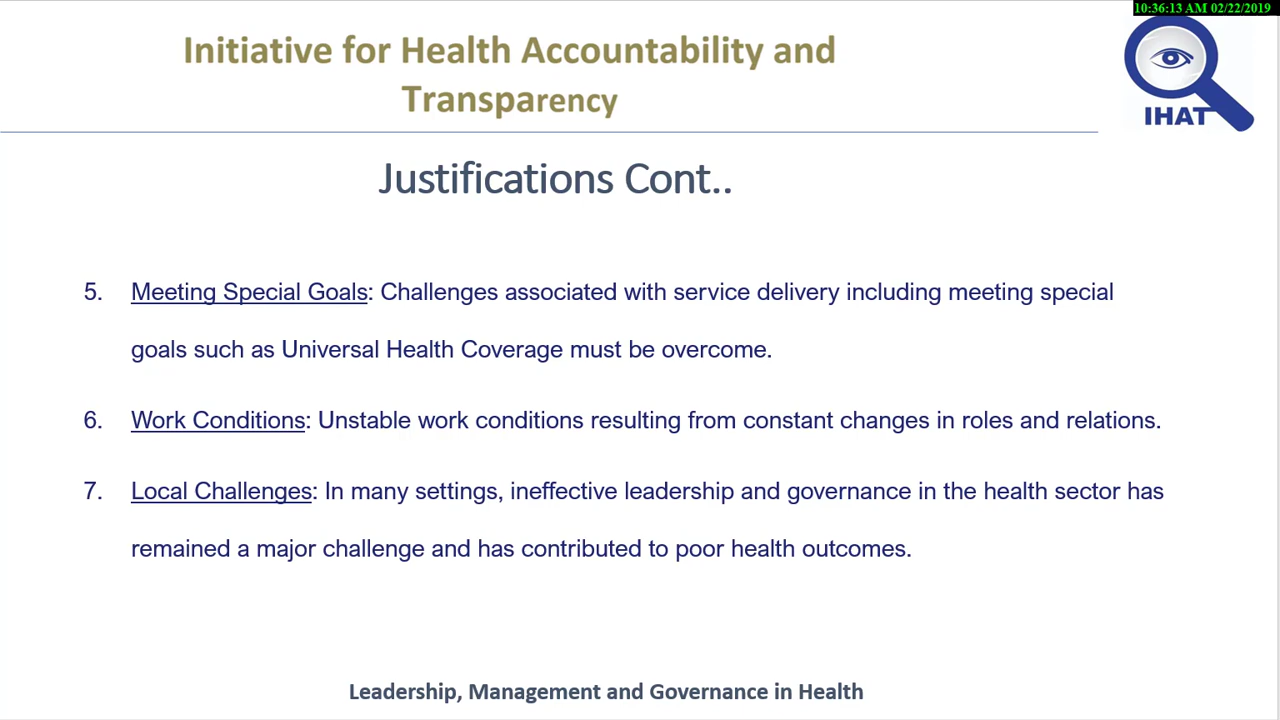 10:36:13 AM 02/22/2019
Initiative for Health Accountability and
Transparency
IHAT
Justifications Cont..
5. Meeting Special Goals: Challenges associated with service delivery including meeting special
goals such as Universal Health Coverage must be overcome.
6. Work Conditions: Unstable work conditions resulting from constant changes in roles and relations.
7. Local Challenges: In many settings, ineffective leadership and governance in the health sector has
remained a major challenge and has contributed to poor health outcomes.
Leadership, Management and Governance in Health